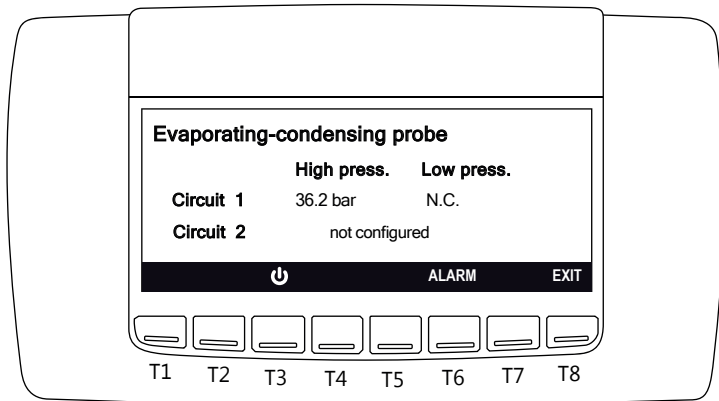 Evaporating-condensing probe
High press. Low press.
Circuit 1 36.2 bar N.C.
Circuit 2 not configured
ALARM EXIT
T1 T2 T3 T4 T5 T6 T7 T8